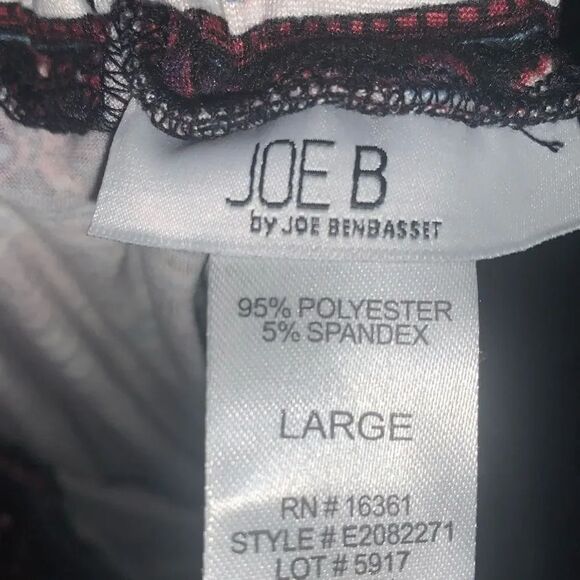 JOE B
by JOE BENBASSET
95% POLYESTER
5% SPANDEX
LARGE
RN # 16361
STYLE # E2082271
LOT # 5917